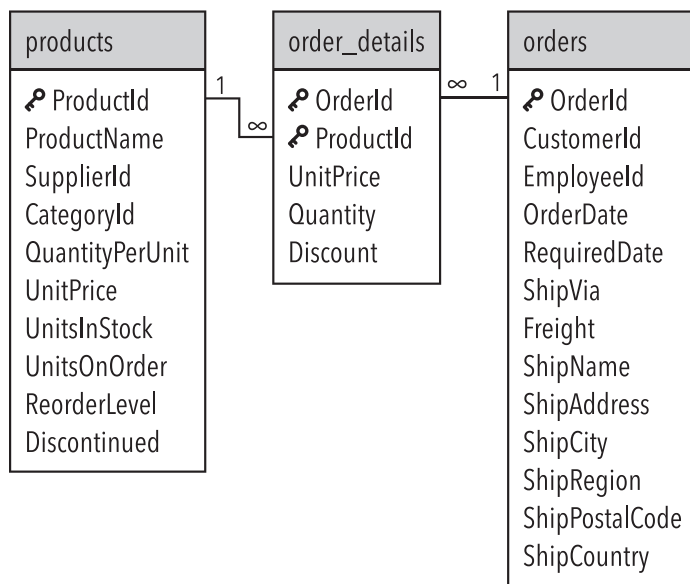 products
ProductId
ProductName
SupplierId
CategoryId
QuantityPerUnit
UnitPrice
UnitsInStock
UnitsOnOrder
ReorderLevel
Discontinued
1
∞
order_details
OrderId
ProductId
UnitPrice
Quantity
Discount
∞
1
orders
OrderId
CustomerId
EmployeeId
OrderDate
RequiredDate
ShipVia
Freight
ShipName
ShipAddress
ShipCity
ShipRegion
ShipPostalCode
ShipCountry